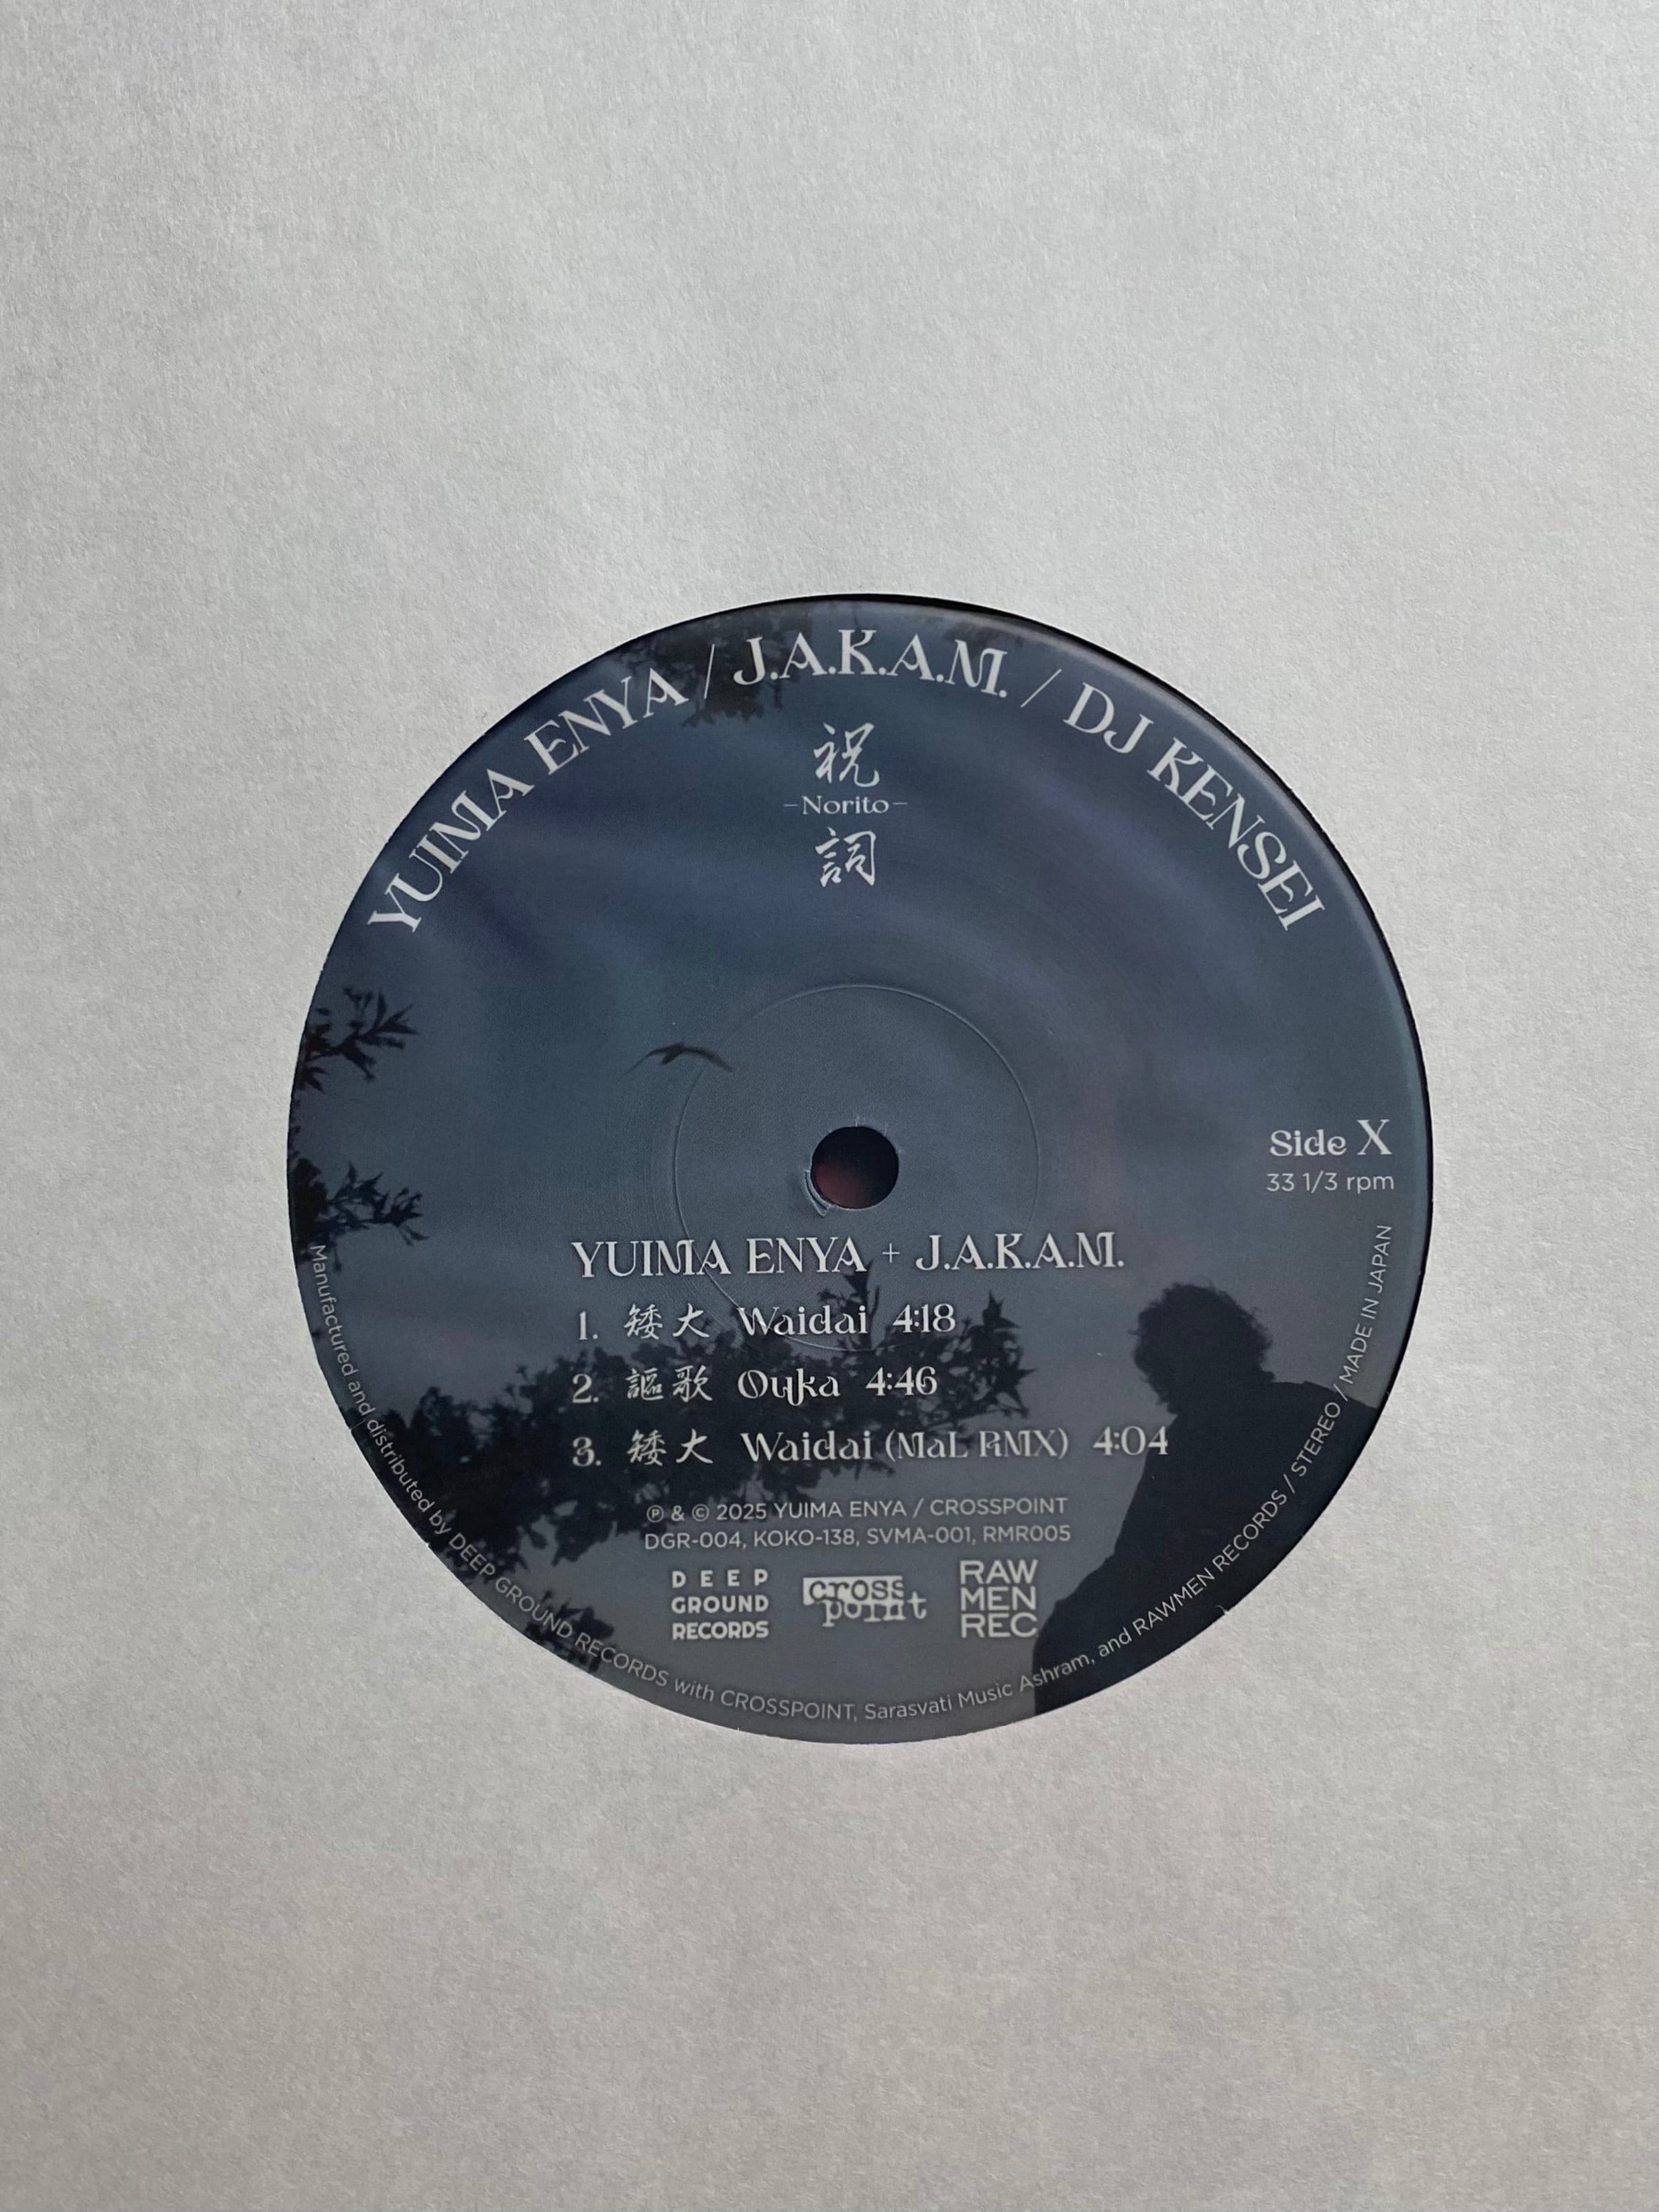 YUIMA ENYA / J.A.K.A.M. / DJ KENSEI
祝
-Norito-
詞
Side X
33 1/3 rpm
YUIMA ENYA + J.A.K.A.M.
1. 矮大 Waidai 4:18
2. 謳歌 Ouka 4:46
3. 矮大 Waidai (MaL RMX) 4:04
℗ & © 2025 YUIMA ENYA / CROSSPOINT
DGR-004, KOKO-138, SVMA-001, RMR005
DEEP
GROUND
RECORDS
cross
point
RAW
MEN
REC
Manufactured and distributed by DEEP GROUND RECORDS with CROSSPOINT, Sarasvati Music Ashram, and RAWMEN RECORDS / STEREO / MADE IN JAPAN